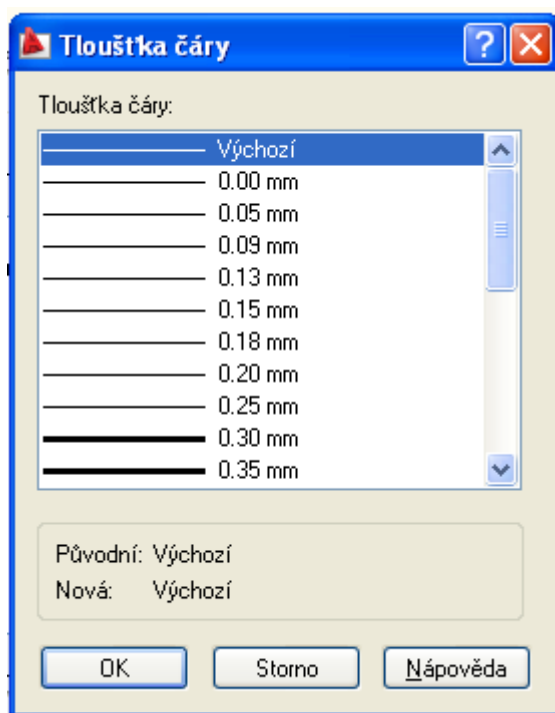 Tloušťka čáry
Tloušťka čáry:
Výchozí
0.00 mm
0.05 mm
0.09 mm
0.13 mm
0.15 mm
0.18 mm
0.20 mm
0.25 mm
0.30 mm
0.35 mm
Původní: Výchozí
Nová: Výchozí
OK Storno Nápověda